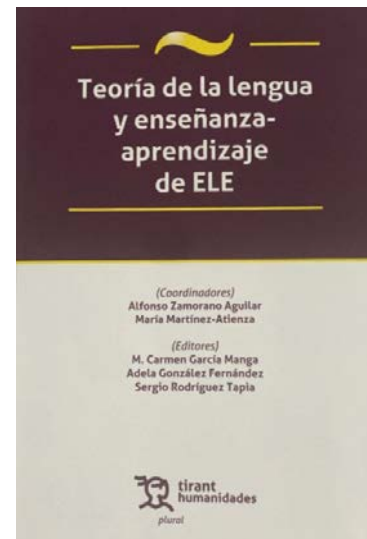 Teoría de la lengua
y enseñanza-
aprendizaje
de ELE
(Coordinadores)
Alfonso Zamorano Aguilar
María Martínez-Atienza
(Editores)
M. Carmen García Manga
Adela González Fernández
Sergio Rodríguez Tapia
tirant
humanidades
plural